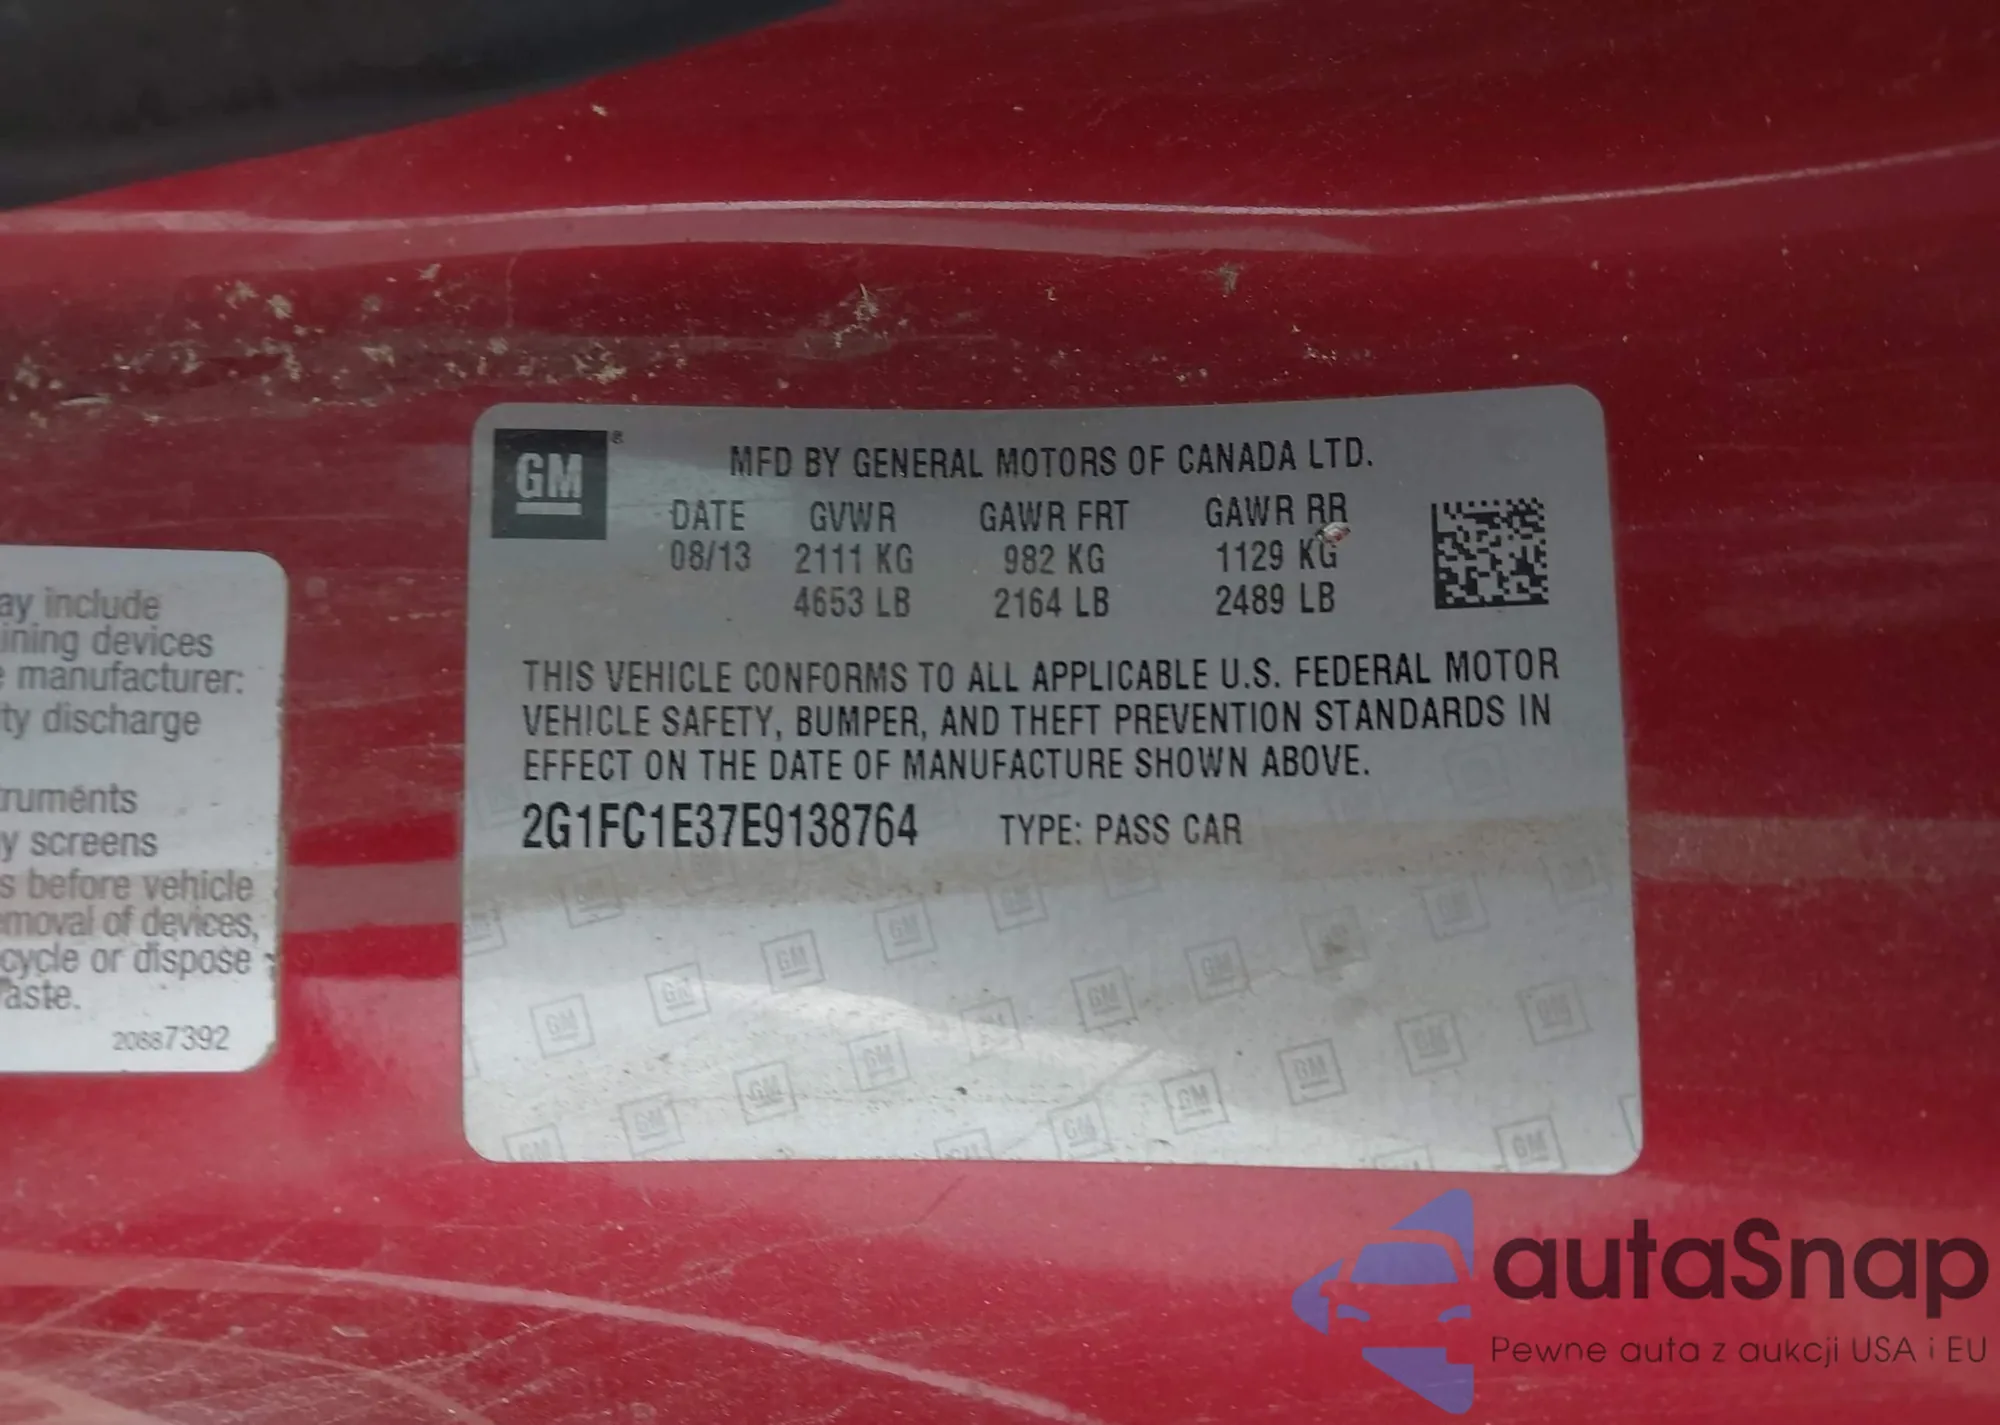 GM®
MFD BY GENERAL MOTORS OF CANADA LTD.
DATE GVWR GAWR FRT GAWR RR
08/13 2111 KG 982 KG 1129 KG
4653 LB 2164 LB 2489 LB
THIS VEHICLE CONFORMS TO ALL APPLICABLE U.S. FEDERAL MOTOR
VEHICLE SAFETY, BUMPER, AND THEFT PREVENTION STANDARDS IN
EFFECT ON THE DATE OF MANUFACTURE SHOWN ABOVE.
2G1FC1E37E9138764 TYPE: PASS CAR
ay include
ining devices
e manufacturer:
ty discharge
ruments
y screens
s before vehicle
emoval of devices,
cycle or dispose
aste.
20887392
autaSnap
Pewne auta z aukcji USA i EU